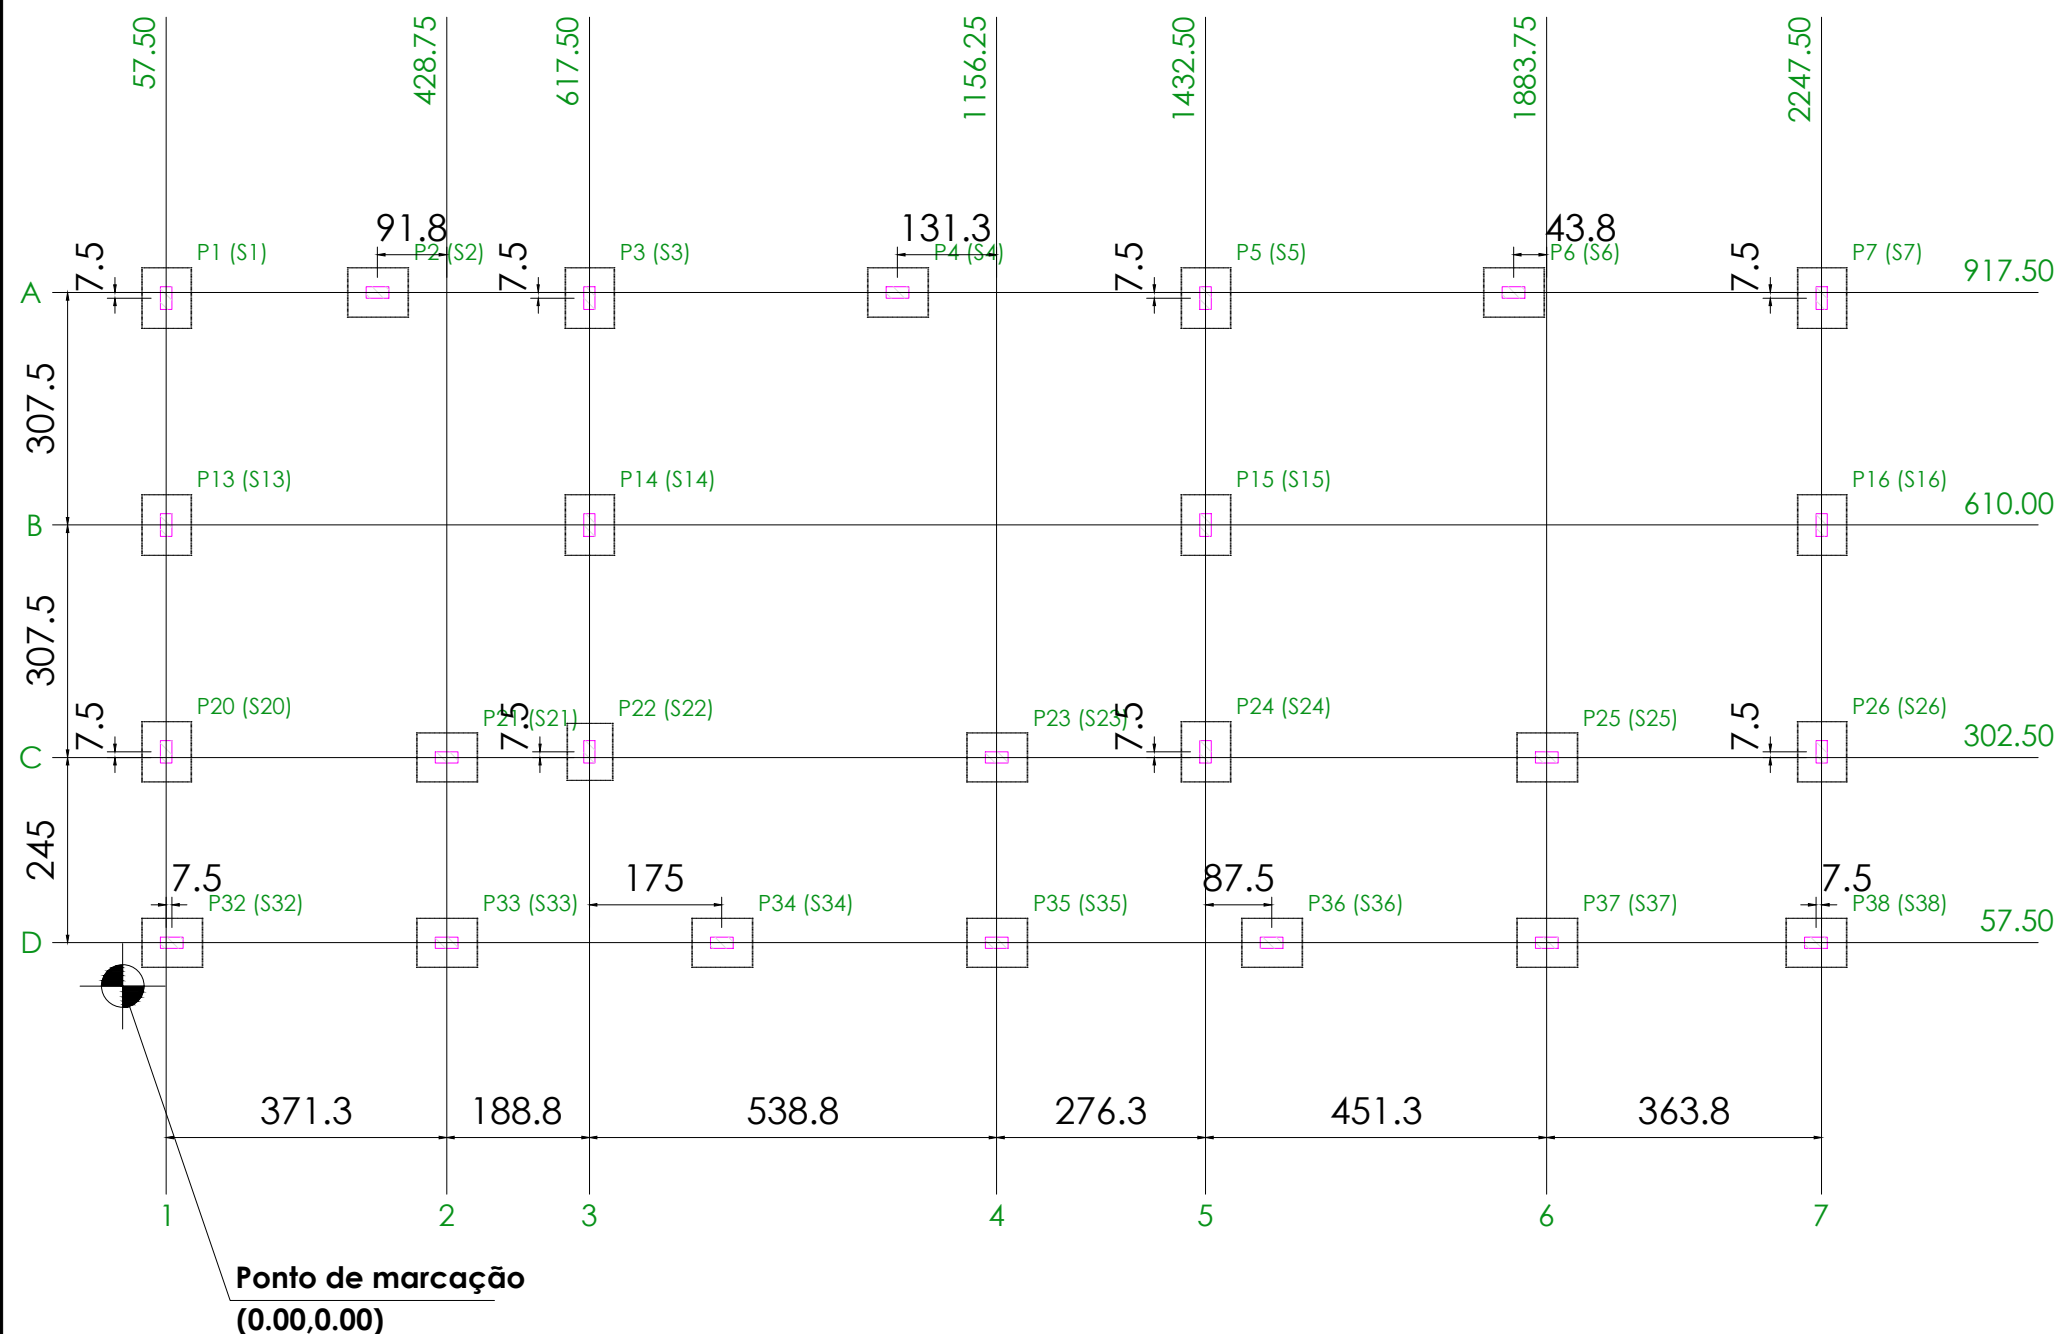 57.50
428.75
617.50
1156.25
1432.50
1883.75
2247.50
91.8
131.3
43.8
7.5
P1 (S1)
P2 (S2)
7.5
P3 (S3)
P4 (S4)
7.5
P5 (S5)
P6 (S6)
7.5
P7 (S7)
917.50
A
307.5
P13 (S13)
P14 (S14)
P15 (S15)
P16 (S16)
610.00
B
307.5
7.5
P20 (S20)
P21 (S21)
7.5
P22 (S22)
P23 (S23)
7.5
P24 (S24)
P25 (S25)
7.5
P26 (S26)
302.50
C
245
7.5
175
87.5
7.5
P32 (S32)
P33 (S33)
P34 (S34)
P35 (S35)
P36 (S36)
P37 (S37)
P38 (S38)
57.50
D
371.3
188.8
538.8
276.3
451.3
363.8
1
2
3
4
5
6
7
Ponto de marcação
(0.00,0.00)